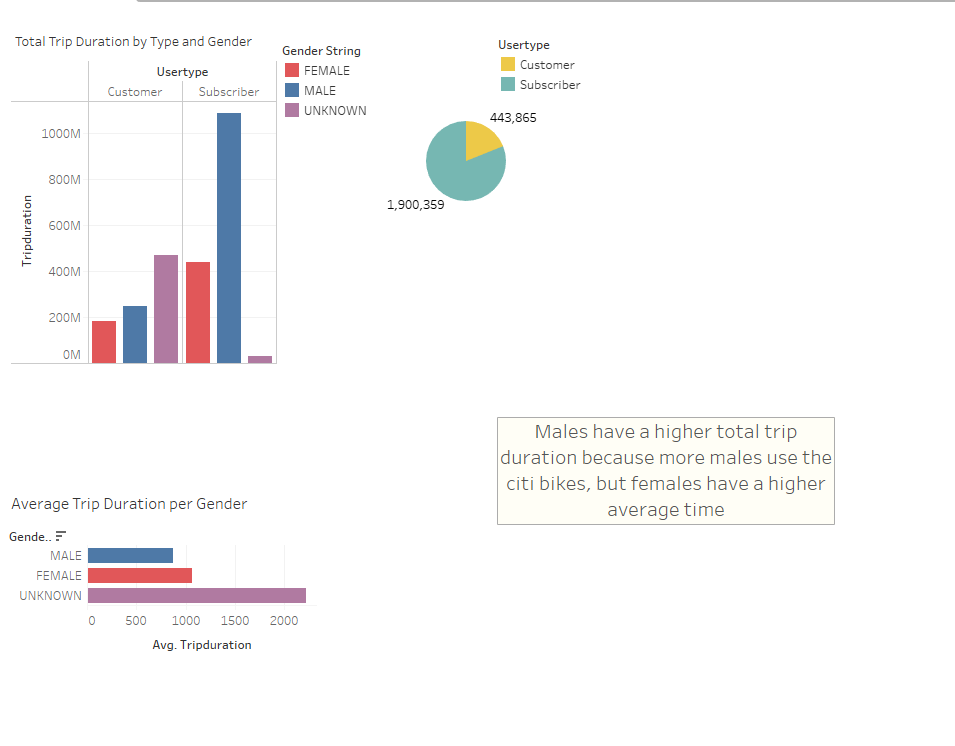 Total Trip Duration by Type and Gender
Usertype
Customer
Subscriber
1000M
800M
600M
400M
200M
0M
Tripduration
Gender String
FEMALE
MALE
UNKNOWN
Usertype
Customer
Subscriber
443,865
1,900,359
Males have a higher total trip
duration because more males use the
citi bikes, but females have a higher
average time
Average Trip Duration per Gender
Gende..
MALE
FEMALE
UNKNOWN
0 500 1000 1500 2000
Avg. Tripduration